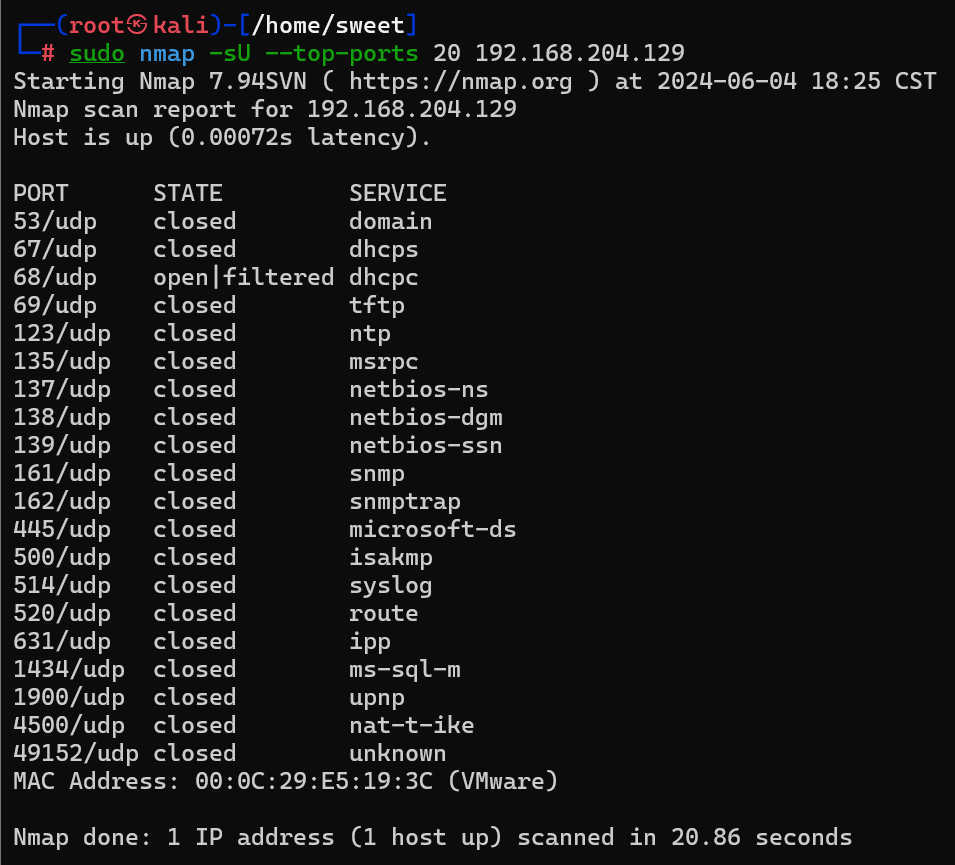 ┌──(root㉿kali)-[/home/sweet]
└─# sudo nmap -sU --top-ports 20 192.168.204.129
Starting Nmap 7.94SVN ( https://nmap.org ) at 2024-06-04 18:25 CST
Nmap scan report for 192.168.204.129
Host is up (0.00072s latency).

PORT      STATE         SERVICE
53/udp    closed        domain
67/udp    closed        dhcps
68/udp    open|filtered dhcpc
69/udp    closed        tftp
123/udp   closed        ntp
135/udp   closed        msrpc
137/udp   closed        netbios-ns
138/udp   closed        netbios-dgm
139/udp   closed        netbios-ssn
161/udp   closed        snmp
162/udp   closed        snmptrap
445/udp   closed        microsoft-ds
500/udp   closed        isakmp
514/udp   closed        syslog
520/udp   closed        route
631/udp   closed        ipp
1434/udp  closed        ms-sql-m
1900/udp  closed        upnp
4500/udp  closed        nat-t-ike
49152/udp closed        unknown
MAC Address: 00:0C:29:E5:19:3C (VMware)

Nmap done: 1 IP address (1 host up) scanned in 20.86 seconds